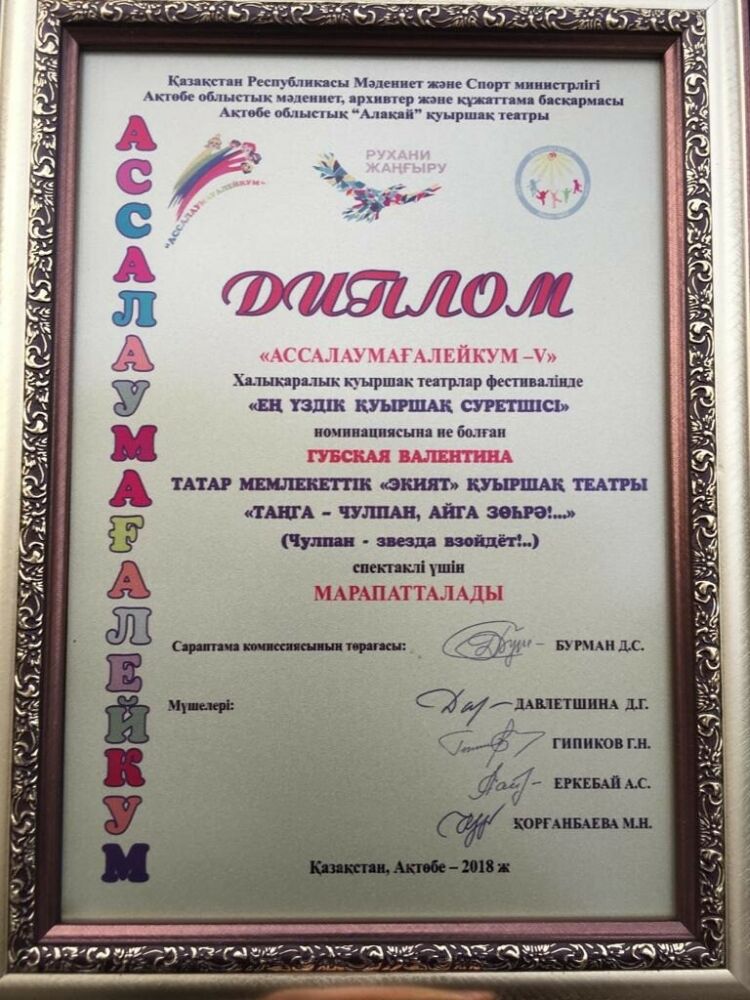 Қазақстан Республикасы Мәдениет және Спорт министрлігі
Ақтөбе облыстық мәдениет, архивтер және құжаттама басқармасы
Ақтөбе облыстық “Алақай” қуыршақ театры
АССАЛАУМАҒАЛЕЙКУМ
"АССАЛАУМАҒАЛЕЙКУМ"
РУХАНИ
ЖАҢҒЫРУ
ДИПЛОМ
«АССАЛАУМАҒАЛЕЙКУМ –V»
Халықаралық қуыршақ театрлар фестивалінде
«ЕҢ ҮЗДІК ҚУЫРШАҚ СУРЕТШІСІ»
номинациясына ие болған
ГУБСКАЯ ВАЛЕНТИНА
ТАТАР МЕМЛЕКЕТТІК «ЭКИЯТ» ҚУЫРШАҚ ТЕАТРЫ
«ТАҢГА – ЧУЛПАН, АЙГА ЗӨҺРӘ!...»
(Чулпан - звезда взойдёт!..)
спектаклі үшін
МАРАПАТТАЛАДЫ
Сараптама комиссиясының төрағасы: БУРМАН Д.С.
Мүшелері: ДАВЛЕТШИНА Д.Г.
ГИПИКОВ Г.Н.
ЕРКЕБАЙ А.С.
ҚОРҒАНБАЕВА М.Н.
Қазақстан, Ақтөбе – 2018 ж